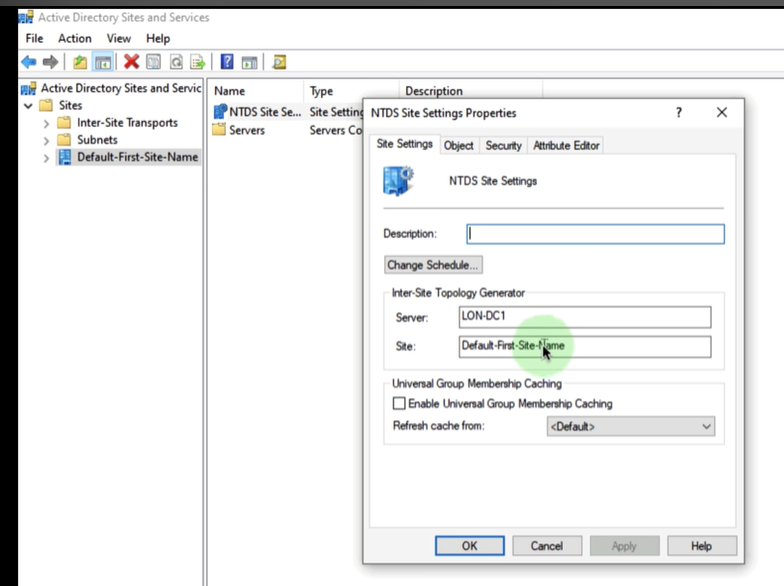 Active Directory Sites and Services
File Action View Help
Active Directory Sites and Servic
Sites
Inter-Site Transports
Subnets
Default-First-Site-Name
Name Type Description
NTDS Site Se... Site Setting
Servers Servers Co
NTDS Site Settings Properties
Site Settings Object Security Attribute Editor
NTDS Site Settings
Description:
Change Schedule...
Inter-Site Topology Generator
Server: LON-DC1
Site: Default-First-Site-Name
Universal Group Membership Caching
Enable Universal Group Membership Caching
Refresh cache from: <Default>
OK Cancel Apply Help